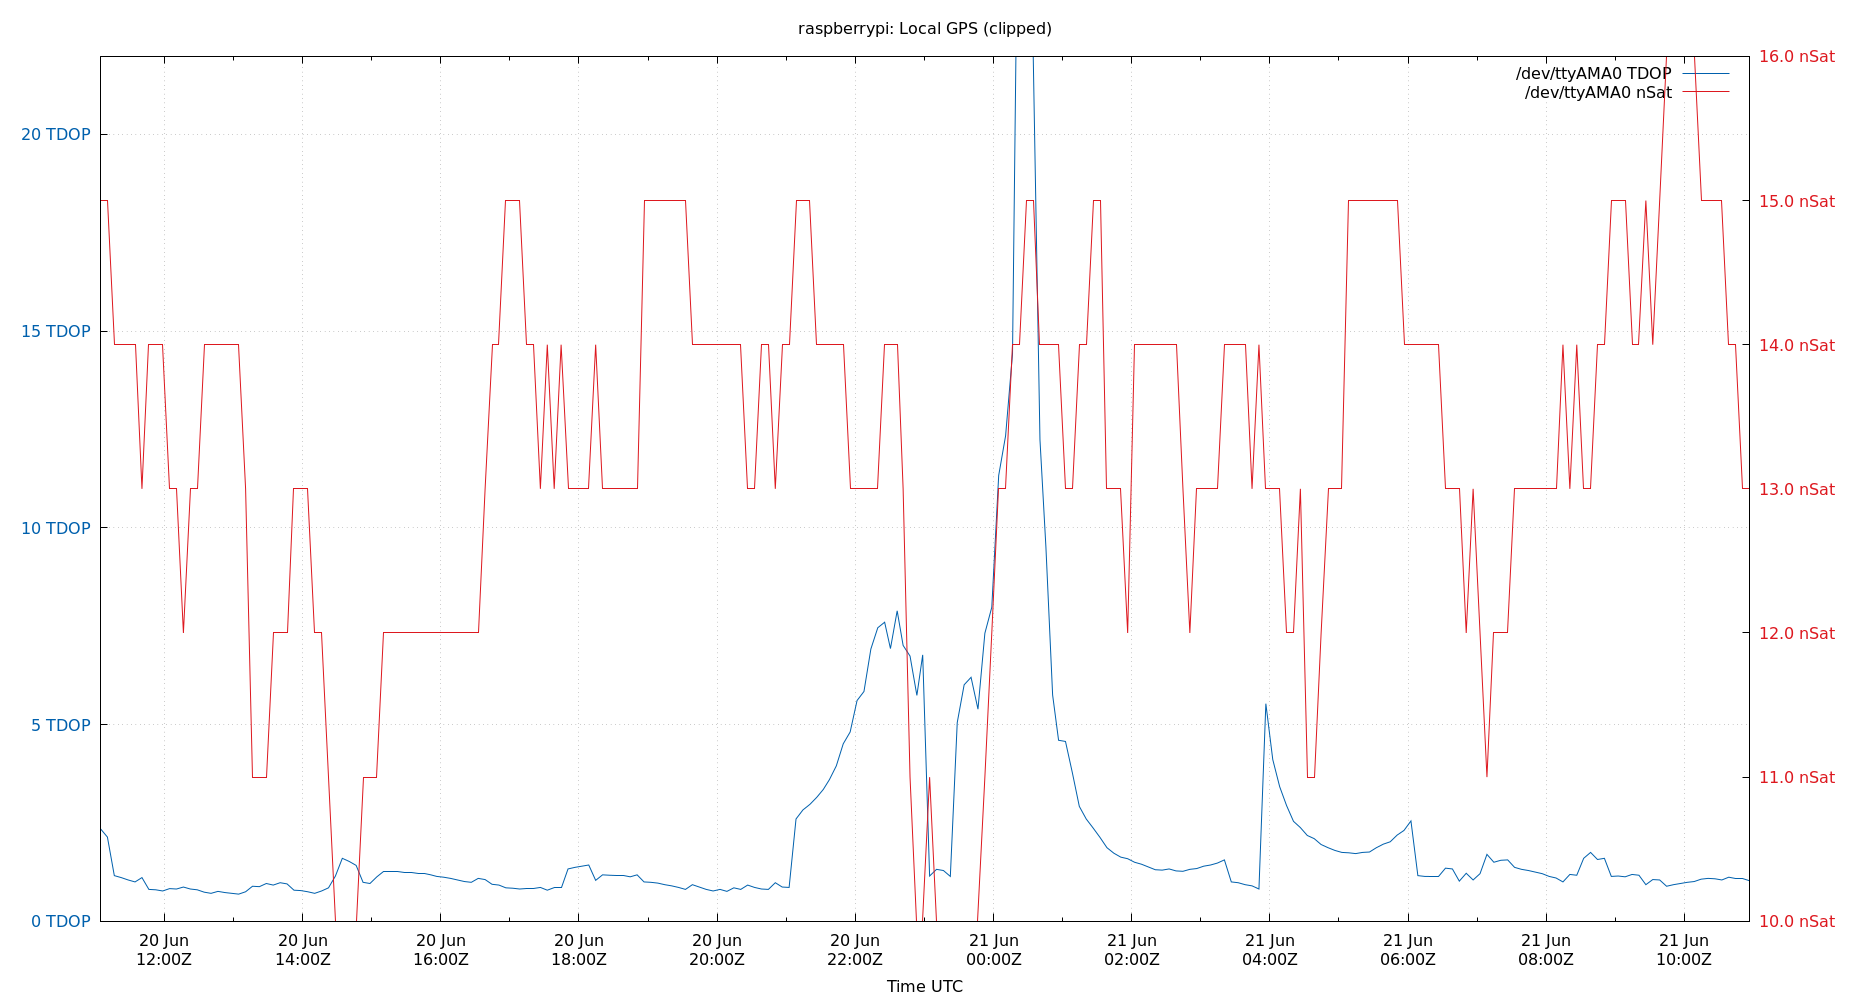 raspberrypi: Local GPS (clipped)
16.0 nSat
/dev/ttyAMA0 TDOP
/dev/ttyAMA0 nSat
20 TDOP
15.0 nSat
15 TDOP
14.0 nSat
13.0 nSat
10 TDOP
12.0 nSat
5 TDOP
11.0 nSat
0 TDOP
10.0 nSat
20 Jun 20 Jun 20 Jun 20 Jun 20 Jun 20 Jun 21 Jun 21 Jun 21 Jun 21 Jun 21 Jun 21 Jun
12:00Z 14:00Z 16:00Z 18:00Z 20:00Z 22:00Z 00:00Z 02:00Z 04:00Z 06:00Z 08:00Z 10:00Z
Time UTC